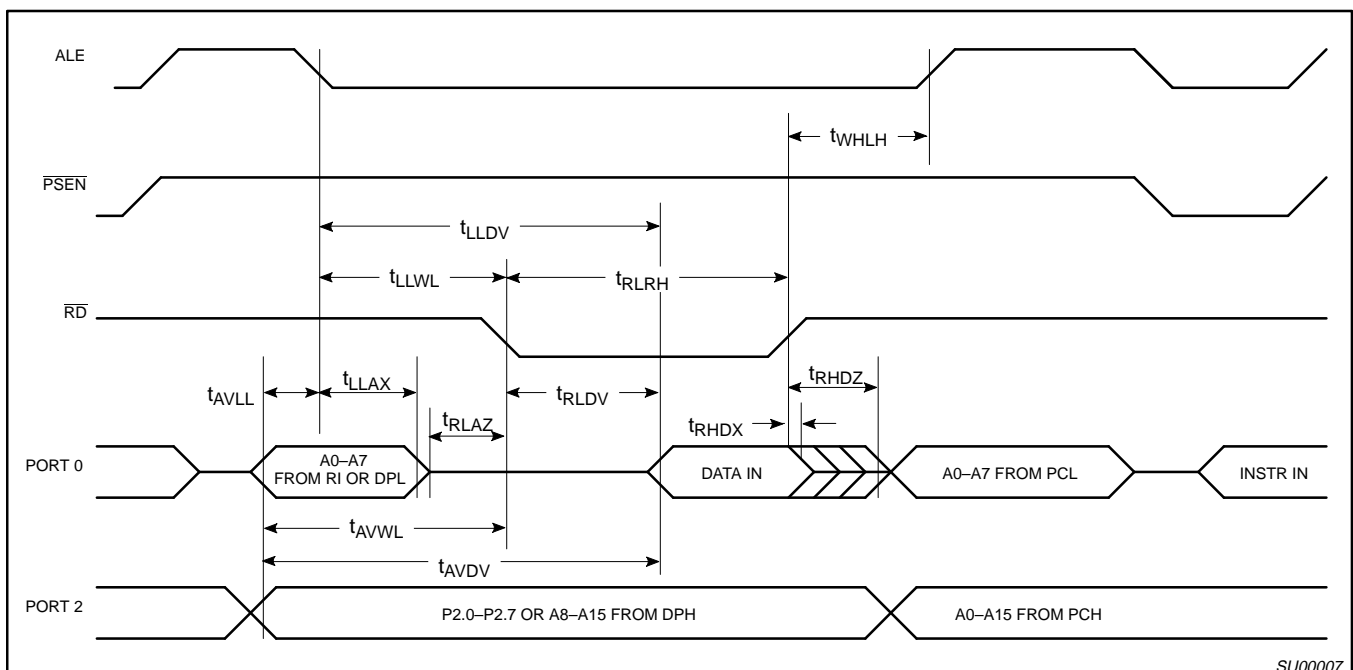 ALE
tWHLH
PSEN
tLLDV
tLLWL
tRLRH
RD
tAVLL
tLLAX
tRLAZ
tRLDV
tRHDZ
tRHDX
PORT 0
A0–A7
FROM RI OR DPL
DATA IN
A0–A7 FROM PCL
INSTR IN
tAVWL
tAVDV
PORT 2
P2.0–P2.7 OR A8–A15 FROM DPH
A0–A15 FROM PCH
SU00007